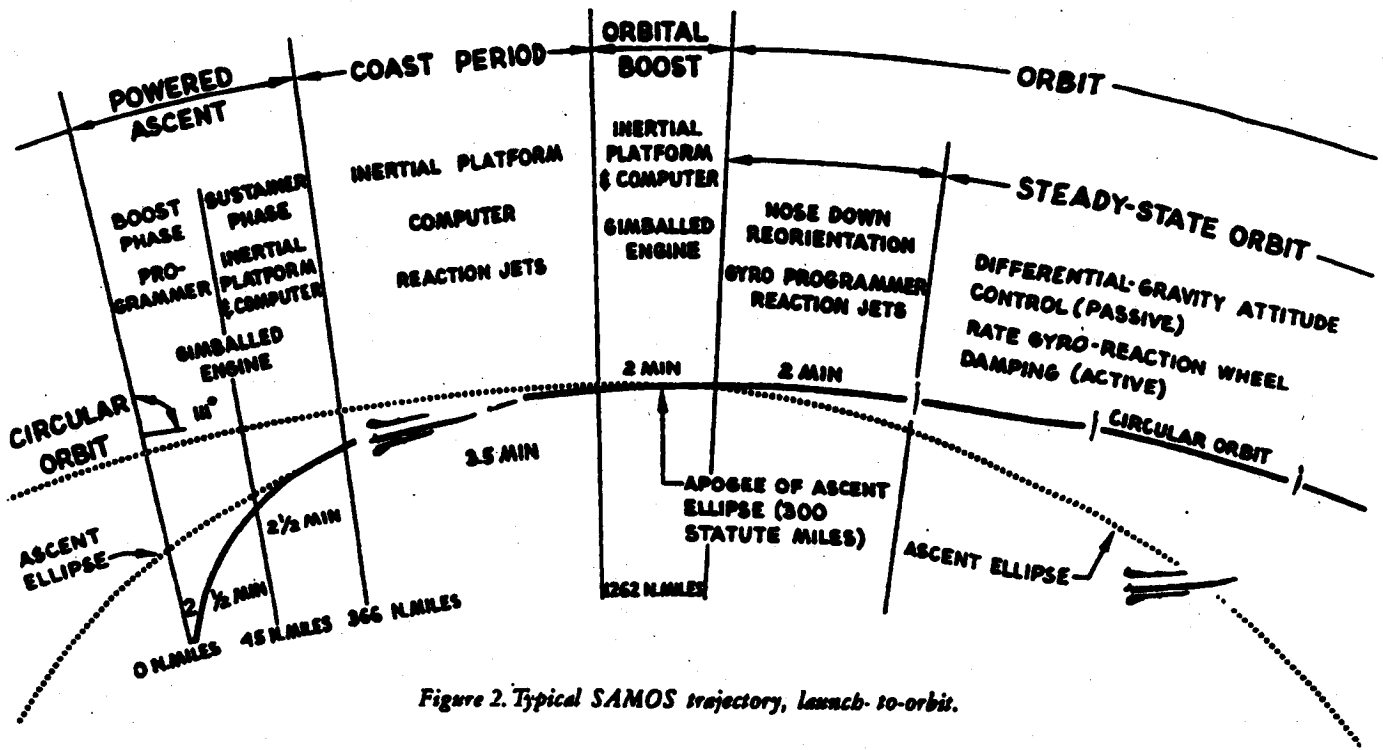 POWERED
ASCENT
COAST PERIOD
ORBITAL
BOOST
ORBIT
BOOST
PHASE
PRO-
GRAMMER
SUSTAINER
PHASE
INERTIAL
PLATFORM
& COMPUTER
GIMBALLED
ENGINE
INERTIAL PLATFORM
COMPUTER
REACTION JETS
INERTIAL
PLATFORM
& COMPUTER
GIMBALLED
ENGINE
NOSE DOWN
REORIENTATION
GYRO PROGRAMMER
REACTION JETS
STEADY-STATE ORBIT
DIFFERENTIAL-GRAVITY ATTITUDE
CONTROL (PASSIVE)
RATE GYRO-REACTION WHEEL
DAMPING (ACTIVE)
CIRCULAR
ORBIT
2 MIN
2 MIN
CIRCULAR ORBIT
3.5 MIN
APOGEE OF ASCENT
ELLIPSE (300
STATUTE MILES)
ASCENT
ELLIPSE
2 1/2 MIN
2 1/2 MIN
ASCENT ELLIPSE
0 N.MILES
45 N.MILES
366 N.MILES
1262 N.MILES
Figure 2. Typical SAMOS trajectory, launch-to-orbit.